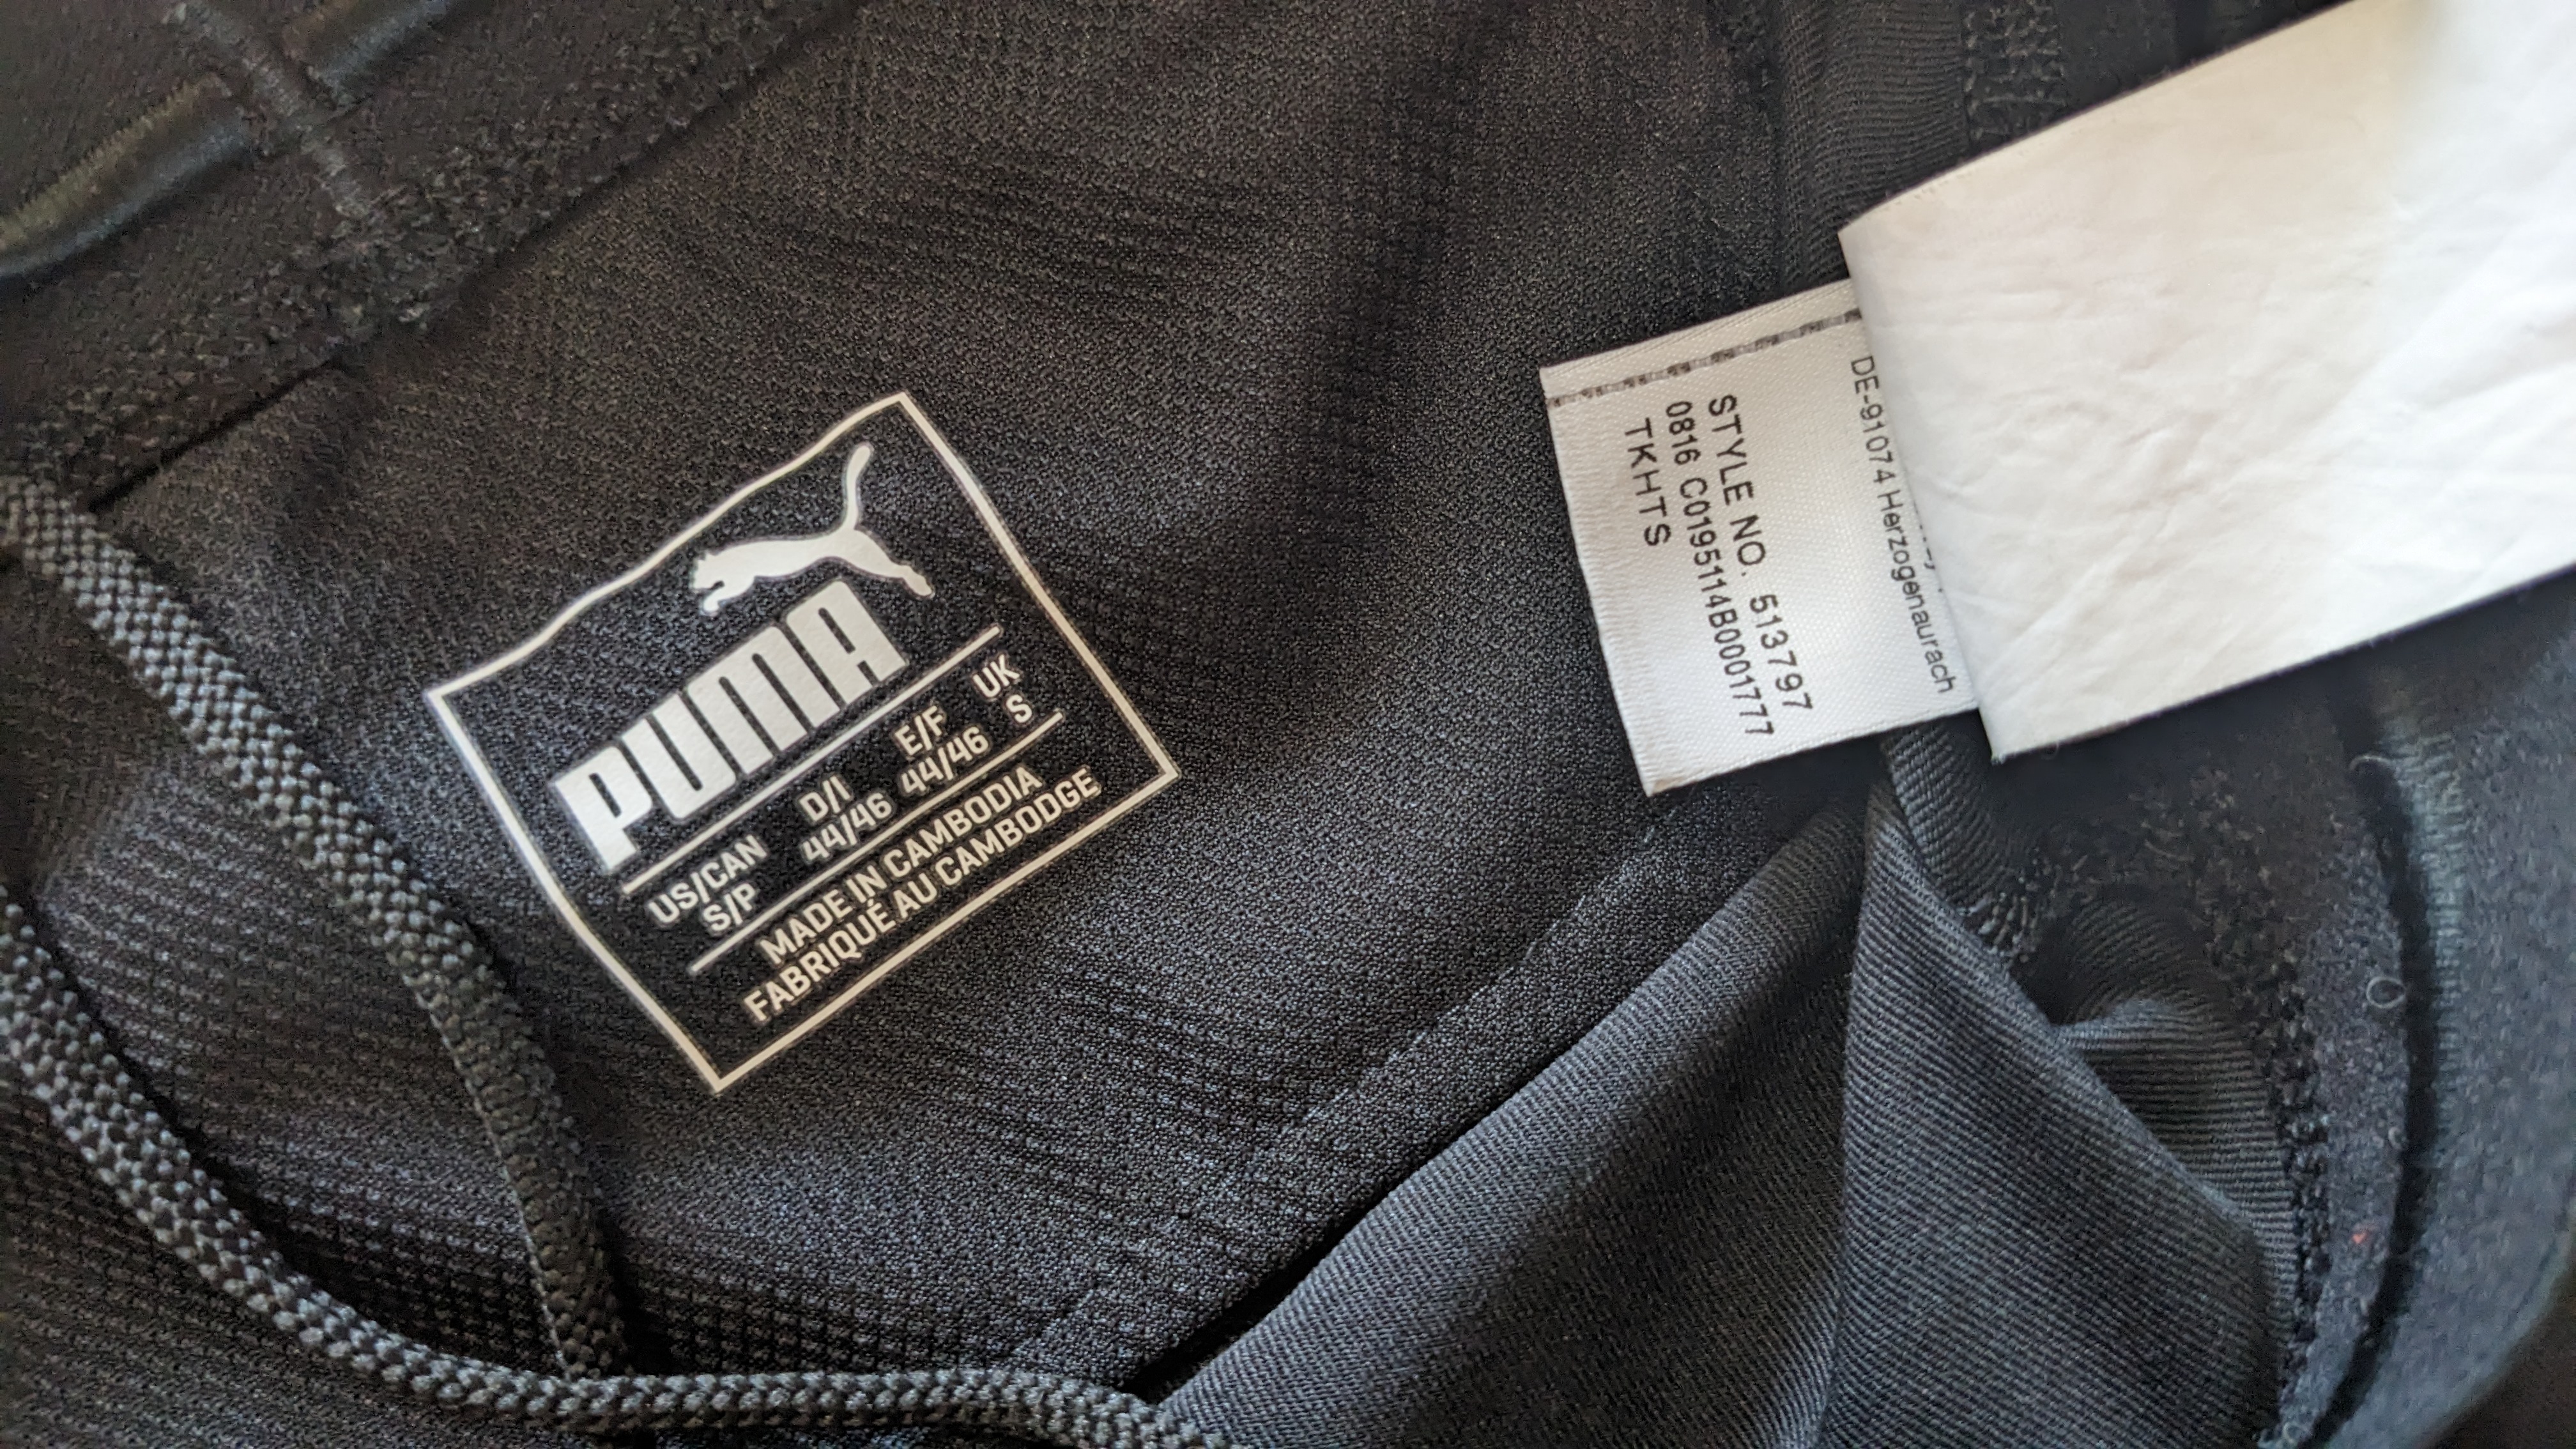 PUMA
US/CAN D/I E/F UK
S/P 44/46 44/46 S
MADE IN CAMBODIA
FABRIQUÉ AU CAMBODGE
DE-91074 Herzogenaurach
STYLE NO. 513797
0816 C0195114B0001777
TKHTS